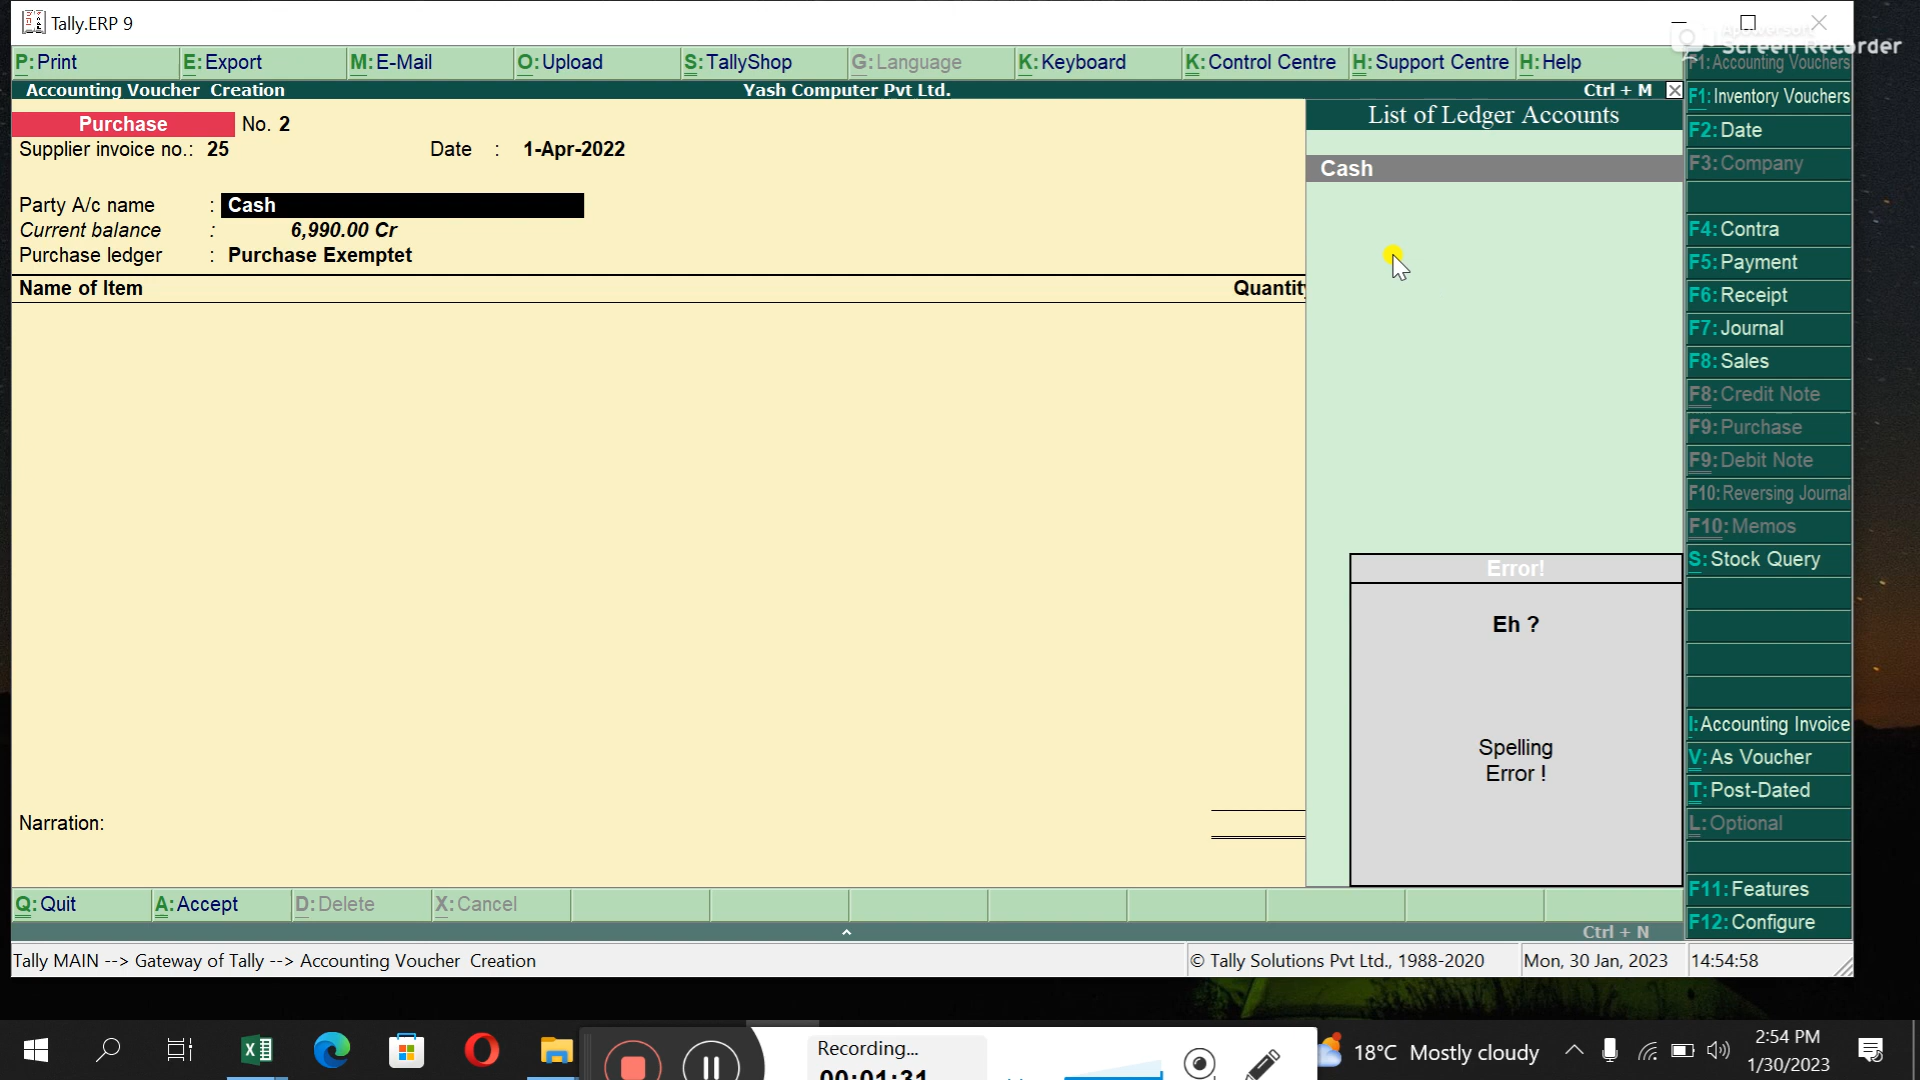 Tally.ERP 9
Apowersoft
Screen Recorder
P: Print E: Export M: E-Mail O: Upload S: TallyShop G: Language K: Keyboard K: Control Centre H: Support Centre H: Help
F1: Accounting Vouchers
Accounting Voucher Creation Yash Computer Pvt Ltd. Ctrl + M
F1: Inventory Vouchers
Purchase No. 2
List of Ledger Accounts
F2: Date
Supplier invoice no.: 25 Date : 1-Apr-2022
Cash
F3: Company
Party A/c name : Cash
Current balance : 6,990.00 Cr
F4: Contra
Purchase ledger : Purchase Exemptet
F5: Payment
Name of Item Quantity
F6: Receipt
F7: Journal
F8: Sales
F8: Credit Note
F9: Purchase
F9: Debit Note
F10: Reversing Journal
F10: Memos
S: Stock Query
Error!
Eh ?
Spelling
Error !
I: Accounting Invoice
V: As Voucher
T: Post-Dated
L: Optional
Narration:
F11: Features
Q: Quit A: Accept D: Delete X: Cancel
F12: Configure
Ctrl + N
Tally MAIN --> Gateway of Tally --> Accounting Voucher Creation © Tally Solutions Pvt Ltd., 1988-2020 Mon, 30 Jan, 2023 14:54:58
Recording...
00:01:31
18°C Mostly cloudy
2:54 PM
1/30/2023